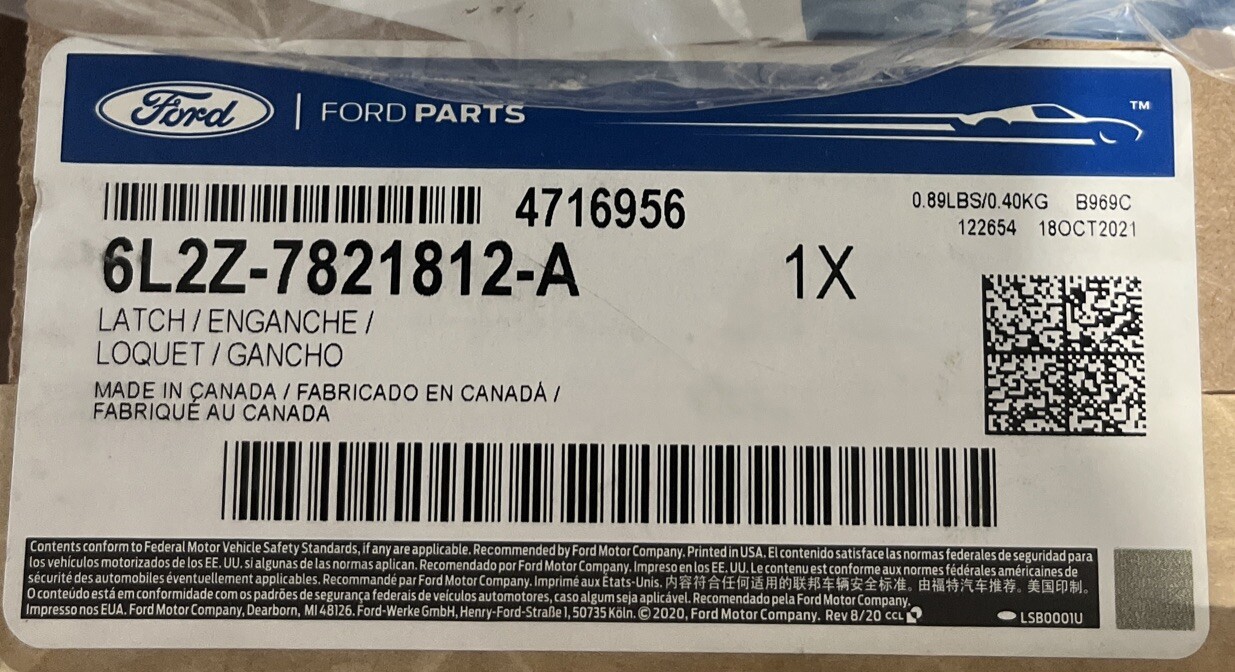 Ford | FORD PARTS ™
4716956
0.89LBS/0.40KG B969C
122654 18OCT2021
6L2Z-7821812-A 1X
LATCH / ENGANCHE /
LOQUET / GANCHO
MADE IN CANADA / FABRICADO EN CANADÁ /
FABRIQUÉ AU CANADA
Contents conform to Federal Motor Vehicle Safety Standards, if any are applicable. Recommended by Ford Motor Company. Printed in USA. El contenido satisface las normas federales de seguridad para
los vehículos motorizados de los EE. UU. si algunas de las normas aplican. Recomendado por Ford Motor Company. Impreso en los EE. UU. Le contenu est conforme aux normes fédérales américaines de
sécurité des automobiles éventuellement applicables. Recommandé par Ford Motor Company. Imprimé aux États-Unis. 内容符合任何适用的联邦车辆安全标准。由福特汽车推荐。美国印制。
O conteúdo está em conformidade com os padrões de segurança federais de veículos automotores, caso algum seja aplicável. Recomendado pela Ford Motor Company.
Impresso nos EUA. Ford Motor Company, Dearborn, MI 48126. Ford-Werke GmbH, Henry-Ford-Straße 1, 50735 Köln. © 2020, Ford Motor Company. Rev 8/20 CCL
LSB0001U